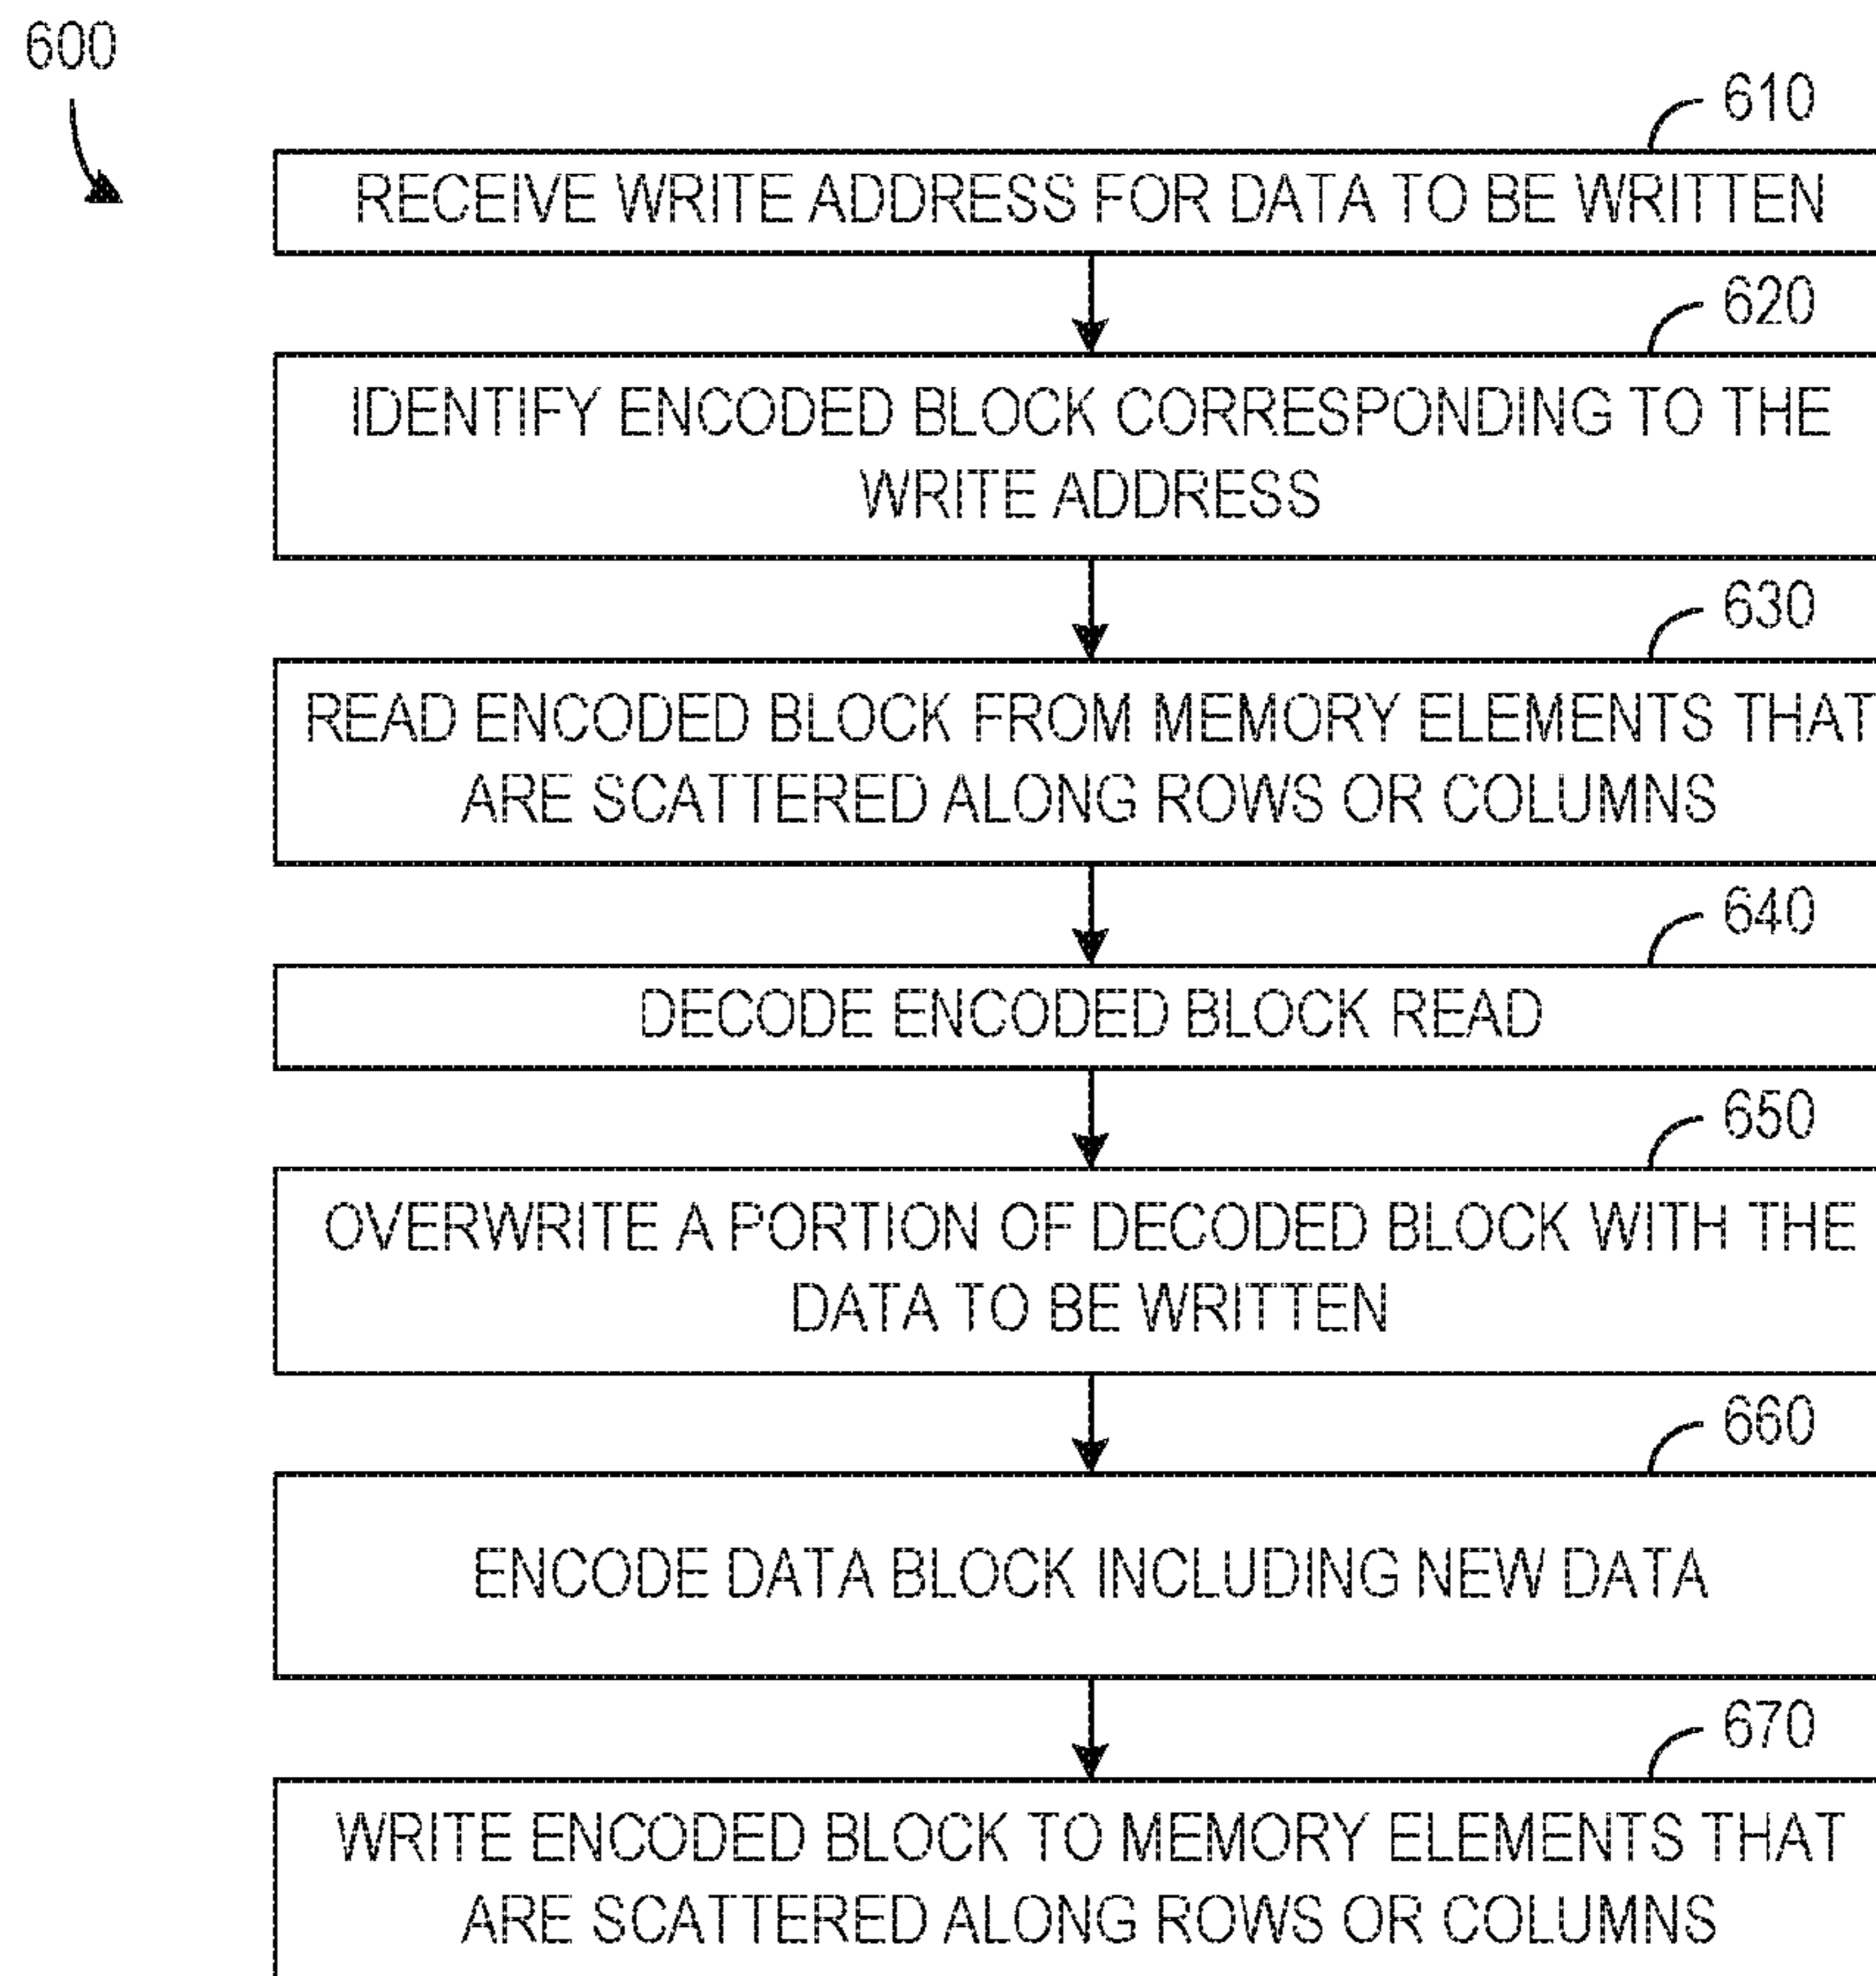 600
610
RECEIVE WRITE ADDRESS FOR DATA TO BE WRITTEN
620
IDENTIFY ENCODED BLOCK CORRESPONDING TO THE
WRITE ADDRESS
630
READ ENCODED BLOCK FROM MEMORY ELEMENTS THAT
ARE SCATTERED ALONG ROWS OR COLUMNS
640
DECODE ENCODED BLOCK READ
650
OVERWRITE A PORTION OF DECODED BLOCK WITH THE
DATA TO BE WRITTEN
660
ENCODE DATA BLOCK INCLUDING NEW DATA
670
WRITE ENCODED BLOCK TO MEMORY ELEMENTS THAT
ARE SCATTERED ALONG ROWS OR COLUMNS